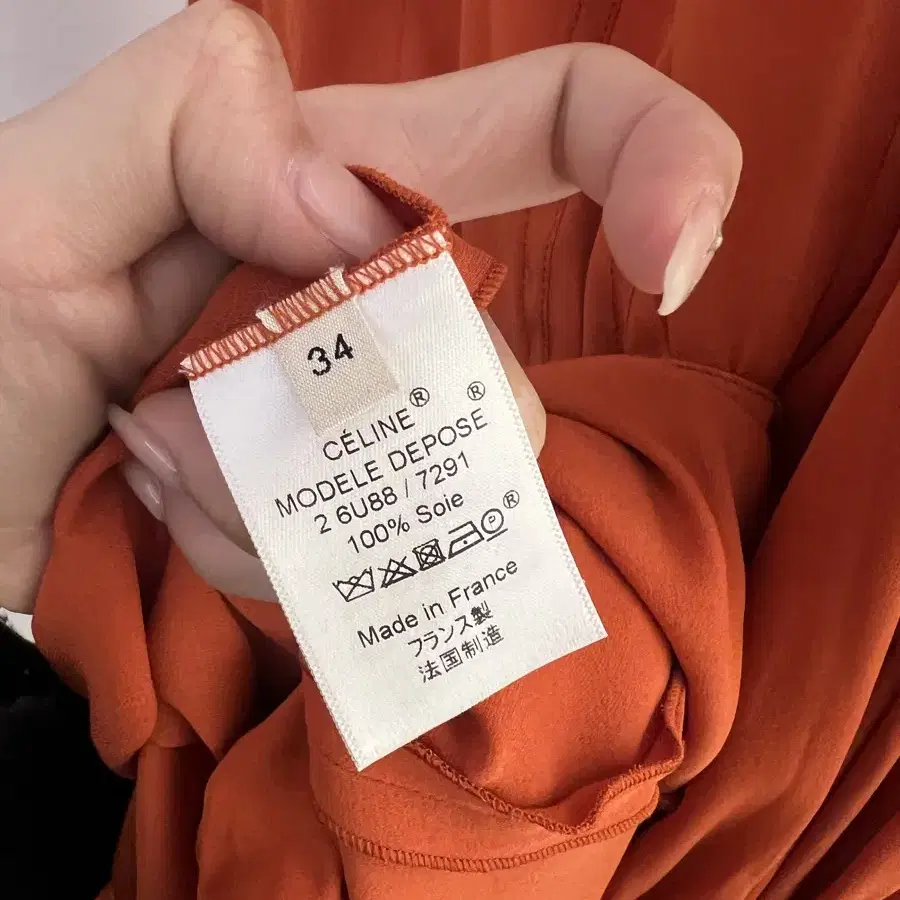 34
CÉLINE®
MODELE DEPOSE®
2 6U88 / 7291
100% Soie
P®
Made in France
フランス製
法国制造